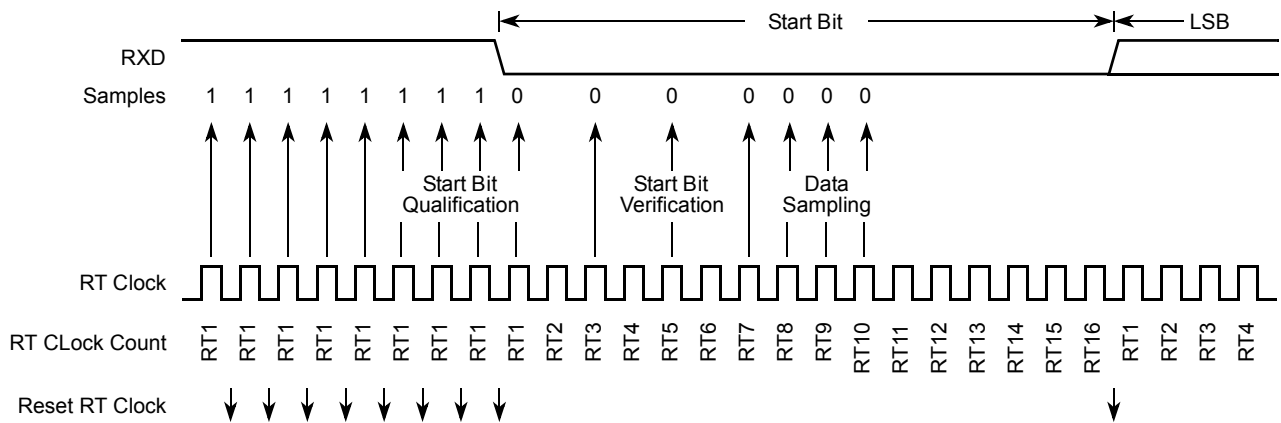 Start Bit
LSB
RXD
Samples 1 1 1 1 1 1 1 1 0 0 0 0 0 0 0
Start Bit
Qualification
Start Bit
Verification
Data
Sampling
RT Clock
RT CLock Count RT1 RT1 RT1 RT1 RT1 RT1 RT1 RT1 RT1 RT2 RT3 RT4 RT5 RT6 RT7 RT8 RT9 RT10 RT11 RT12 RT13 RT14 RT15 RT16 RT1 RT2 RT3 RT4
Reset RT Clock